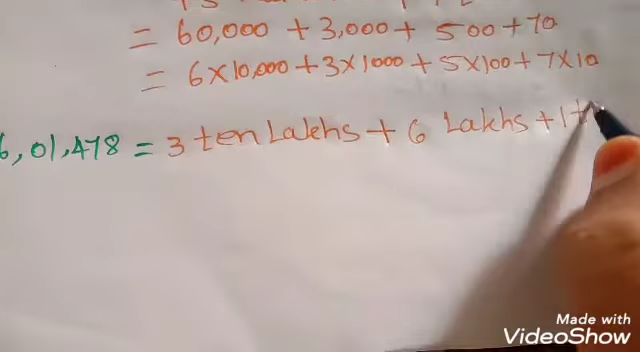 = 60,000 + 3,000 + 500 + 70
= 6×10,000 + 3×1000 + 5×100 + 7×10
6,01,478 = 3 ten Lakhs + 6 Lakhs + 1 t
Made with
VideoShow